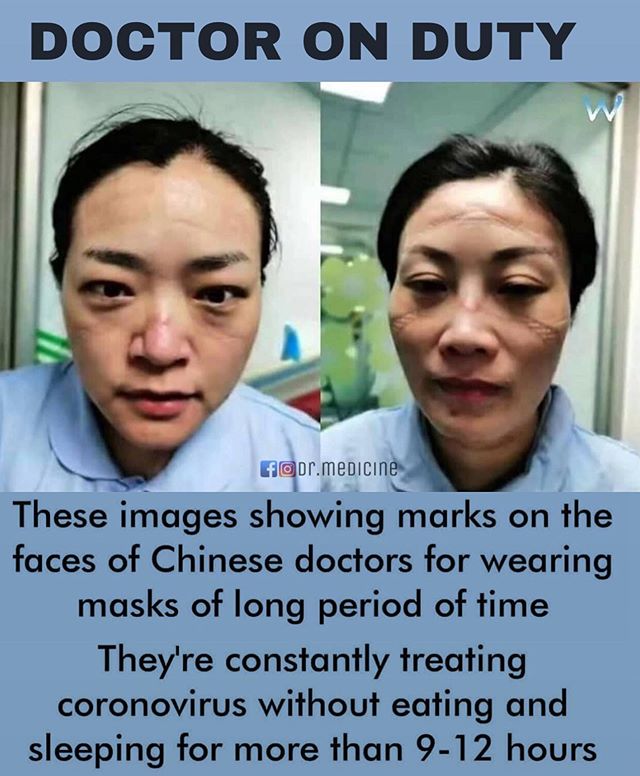 DOCTOR ON DUTY
W
Dr.medicine
These images showing marks on the
faces of Chinese doctors for wearing
masks of long period of time
They're constantly treating
coronovirus without eating and
sleeping for more than 9-12 hours